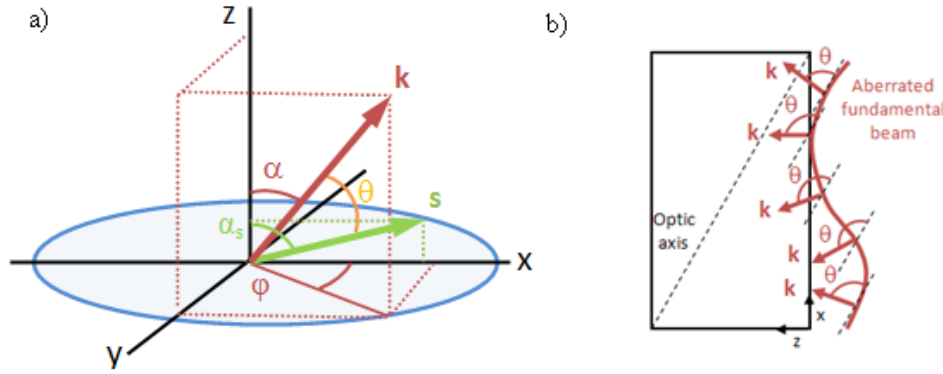 a)
z
k
α
θ
s
αs
x
φ
y
b)
θ
k
Aberrated
fundamental
beam
θ
k
θ
k
Optic
axis
θ
k
θ
k
x
z